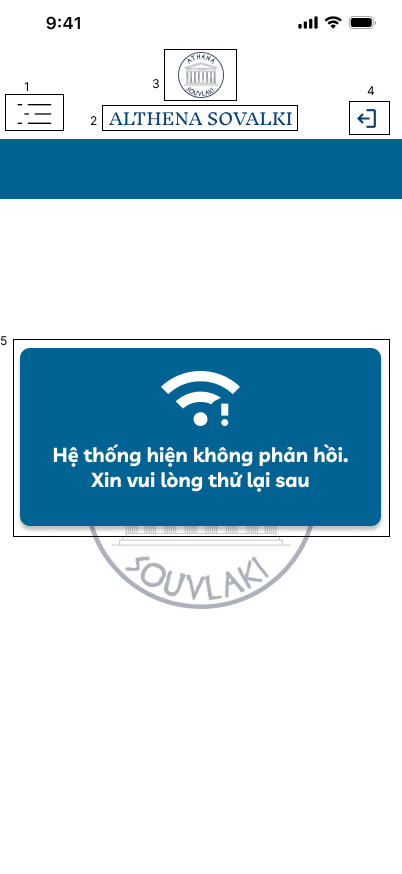 9:41
1
3
ATHENA
SOUVLAKI
4
2
ALTHENA SOVALKI
5
Hệ thống hiện không phản hồi.
Xin vui lòng thử lại sau
SOUVLAKI